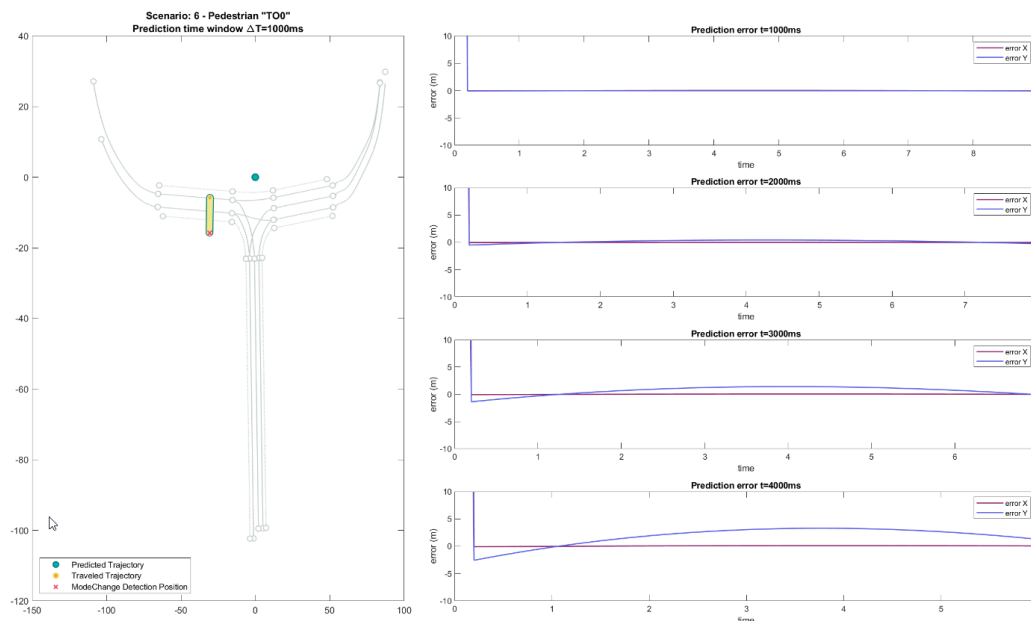 Scenario: 6 - Pedestrian "TO0"
Prediction time window ΔT=1000ms
40
20
0
-20
-40
-60
-80
-100
-120
-150
-100
-50
0
50
100
Predicted Trajectory
Traveled Trajectory
ModeChange Detection Position
Prediction error t=1000ms
error (m)
10
5
0
-5
-10
0
1
2
3
4
5
6
7
8
time
error X
error Y
Prediction error t=2000ms
error (m)
10
5
0
-5
-10
0
1
2
3
4
5
6
7
time
error X
error Y
Prediction error t=3000ms
error (m)
10
5
0
-5
-10
0
1
2
3
4
5
6
7
time
error X
error Y
Prediction error t=4000ms
error (m)
10
5
0
-5
-10
0
1
2
3
4
5
time
error X
error Y